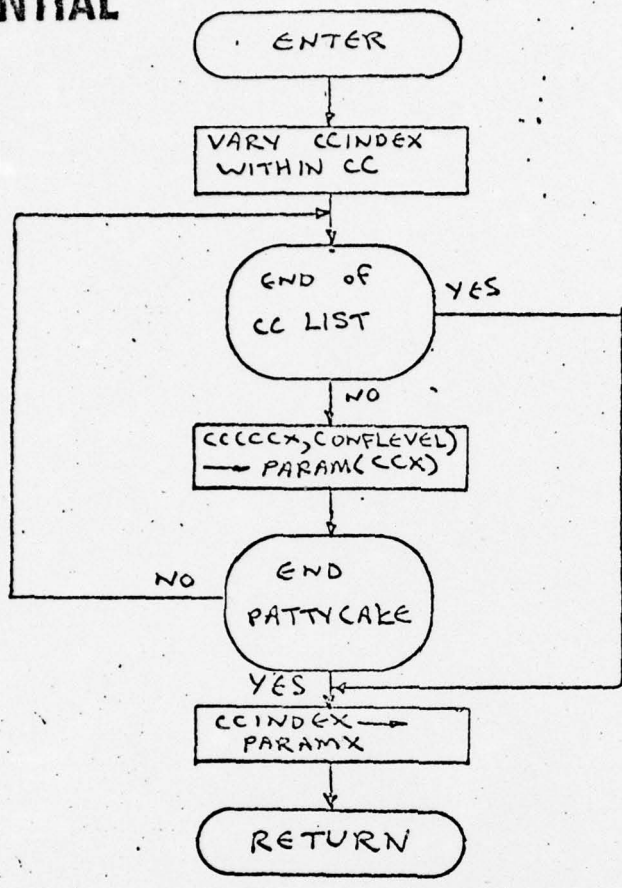 NTIAL
ENTER
VARY CCINDEX
WITHIN CC
END OF
CC LIST
YES
NO
CC(CCX, CONFLEVEL)
→ PARAM(CCX)
NO
END
PATTYCAKE
YES
CCINDEX →
PARAMX
RETURN